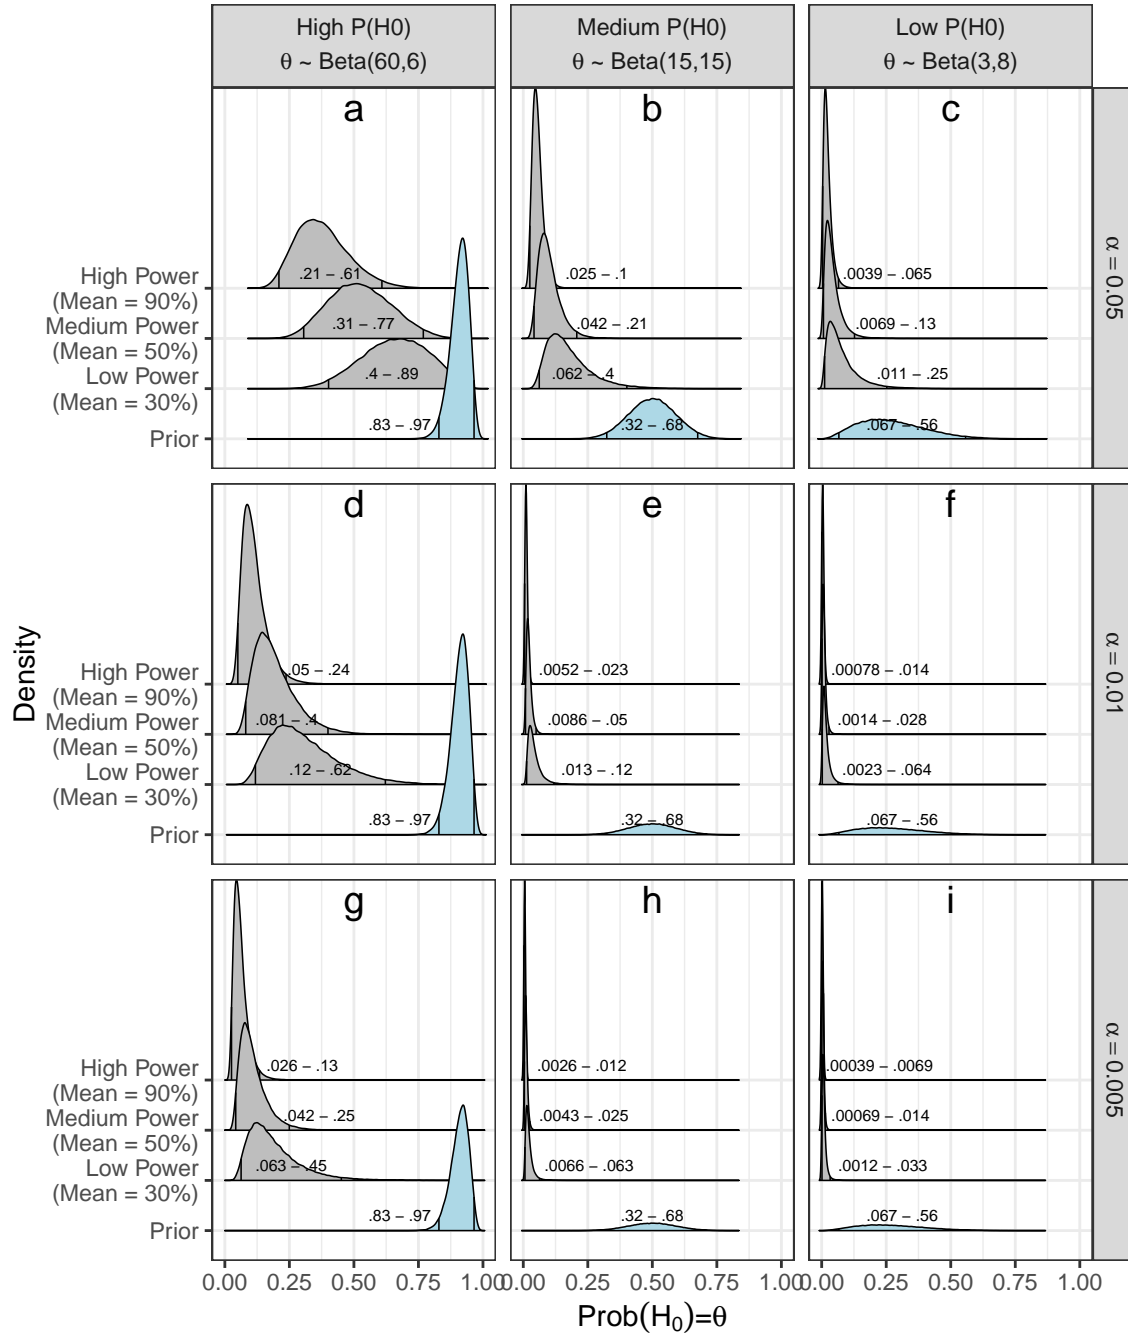 High P(H0)
θ ~ Beta(60,6)
Medium P(H0)
θ ~ Beta(15,15)
Low P(H0)
θ ~ Beta(3,8)
a
b
c
High Power
(Mean = 90%)
Medium Power
(Mean = 50%)
Low Power
(Mean = 30%)
Prior
.21 − .61
.31 − .77
.4 − .89
.83 − .97
.025 − .1
.042 − .21
.062 − .4
.32 − .68
.0039 − .065
.0069 − .13
.011 − .25
.067 − .56
α = 0.05
d
e
f
High Power
(Mean = 90%)
Medium Power
(Mean = 50%)
Low Power
(Mean = 30%)
Prior
.05 − .24
.081 − .4
.12 − .62
.83 − .97
.0052 − .023
.0086 − .05
.013 − .12
.32 − .68
.00078 − .014
.0014 − .028
.0023 − .064
.067 − .56
α = 0.01
g
h
i
High Power
(Mean = 90%)
Medium Power
(Mean = 50%)
Low Power
(Mean = 30%)
Prior
.026 − .13
.042 − .25
.063 − .45
.83 − .97
.0026 − .012
.0043 − .025
.0066 − .063
.32 − .68
.00039 − .0069
.00069 − .014
.0012 − .033
.067 − .56
α = 0.005
Density
0.00 0.25 0.50 0.75 1.00
0.00 0.25 0.50 0.75 1.00
0.00 0.25 0.50 0.75 1.00
Prob(H₀)=θ